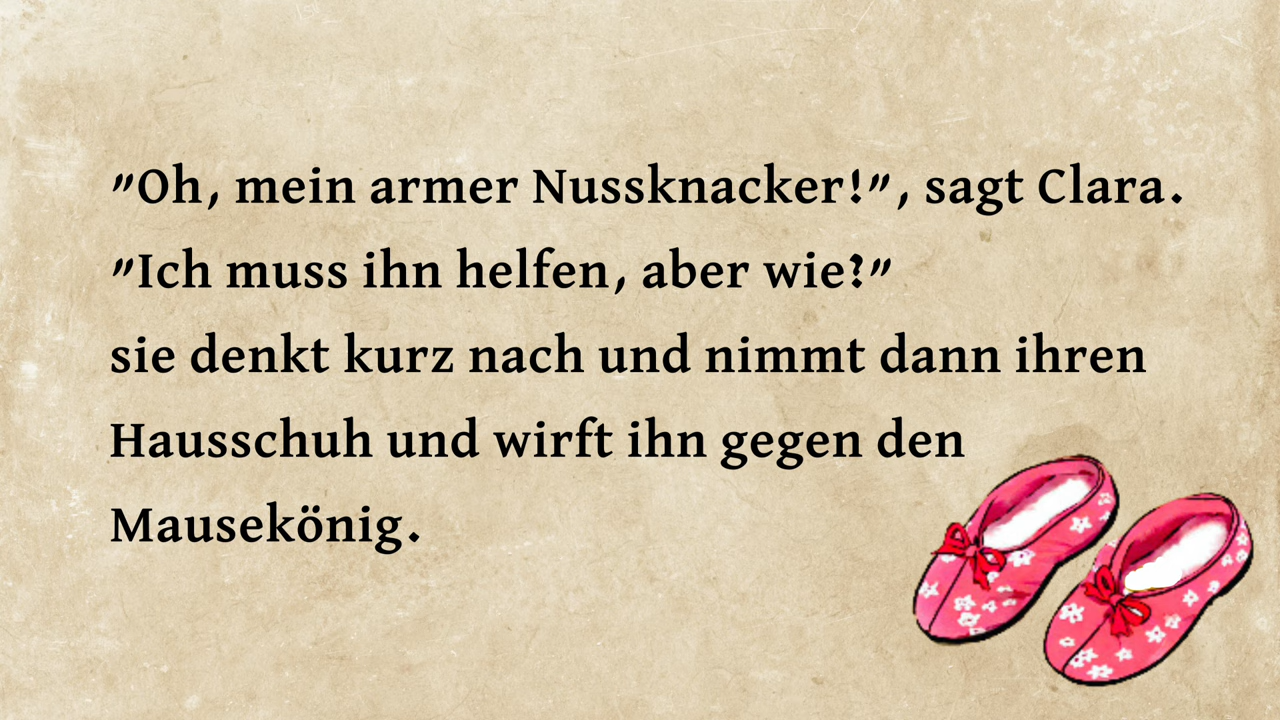 "Oh, mein armer Nussknacker!", sagt Clara.
"Ich muss ihn helfen, aber wie?"
sie denkt kurz nach und nimmt dann ihren
Hausschuh und wirft ihn gegen den
Mausekönig.